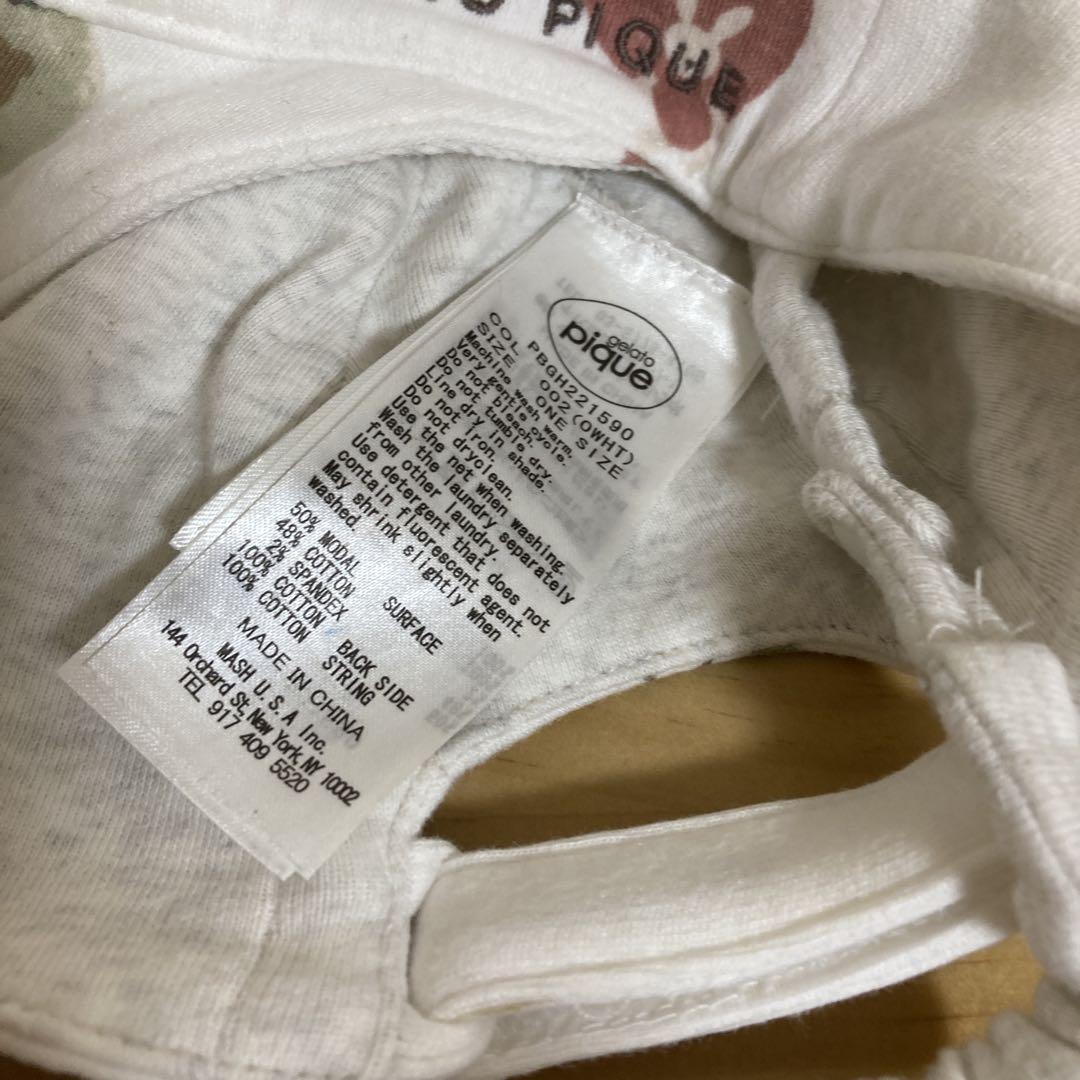 PIQUE
gelato
pique
PBGH221590
COL 002(OWHT)
SIZE ONE SIZE
Machine wash warm.
Very gentle cycle.
Do not bleach.
Do not tumble dry.
Line dry in shade.
Do not iron.
Do not dryclean.
Use the net when washing.
Wash the laundry separately
from other laundry.
Use detergent that does not
contain fluorescent agent.
May shrink slightly when
washed.
50% MODAL SURFACE
48% COTTON
2% SPANDEX
100% COTTON BACK SIDE
100% COTTON STRING
MADE IN CHINA
MASH U.S.A Inc.
144 Orchard St, New York, NY 10002
TEL 917 409 5520